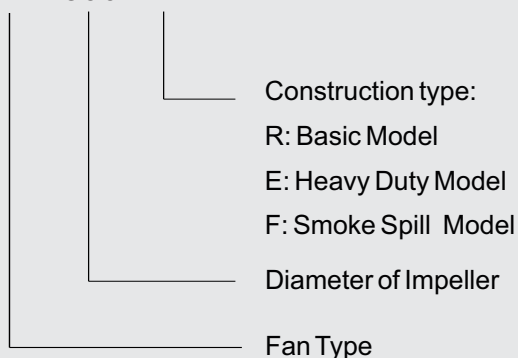 Construction type:
R: Basic Model
E: Heavy Duty Model
F: Smoke Spill Model
Diameter of Impeller
Fan Type